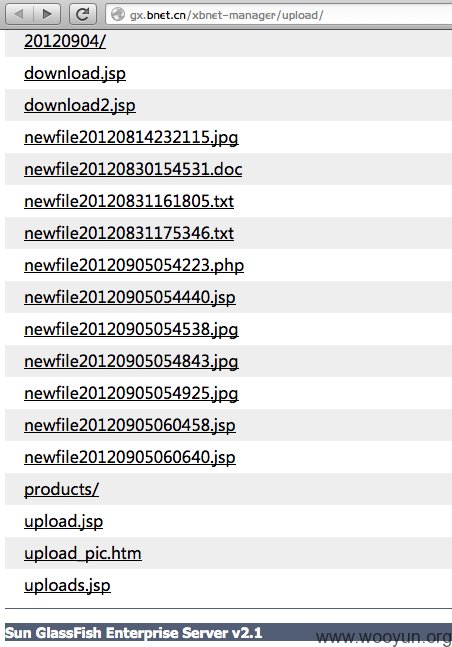 gx.bnet.cn/xbnet-manager/upload/
20120904/
download.jsp
download2.jsp
newfile20120814232115.jpg
newfile20120830154531.doc
newfile20120831161805.txt
newfile20120831175346.txt
newfile20120905054223.php
newfile20120905054440.jsp
newfile20120905054538.jpg
newfile20120905054843.jpg
newfile20120905054925.jpg
newfile20120905060458.jsp
newfile20120905060640.jsp
products/
upload.jsp
upload_pic.htm
uploads.jsp
Sun GlassFish Enterprise Server v2.1
www.wooyun.org